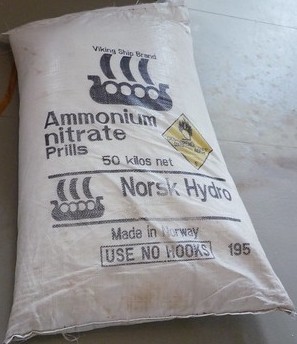 Viking Ship Brand
Ammonium
nitrate
Prills
50 kilos net
Norsk Hydro
Made in Norway
USE NO HOOKS 195